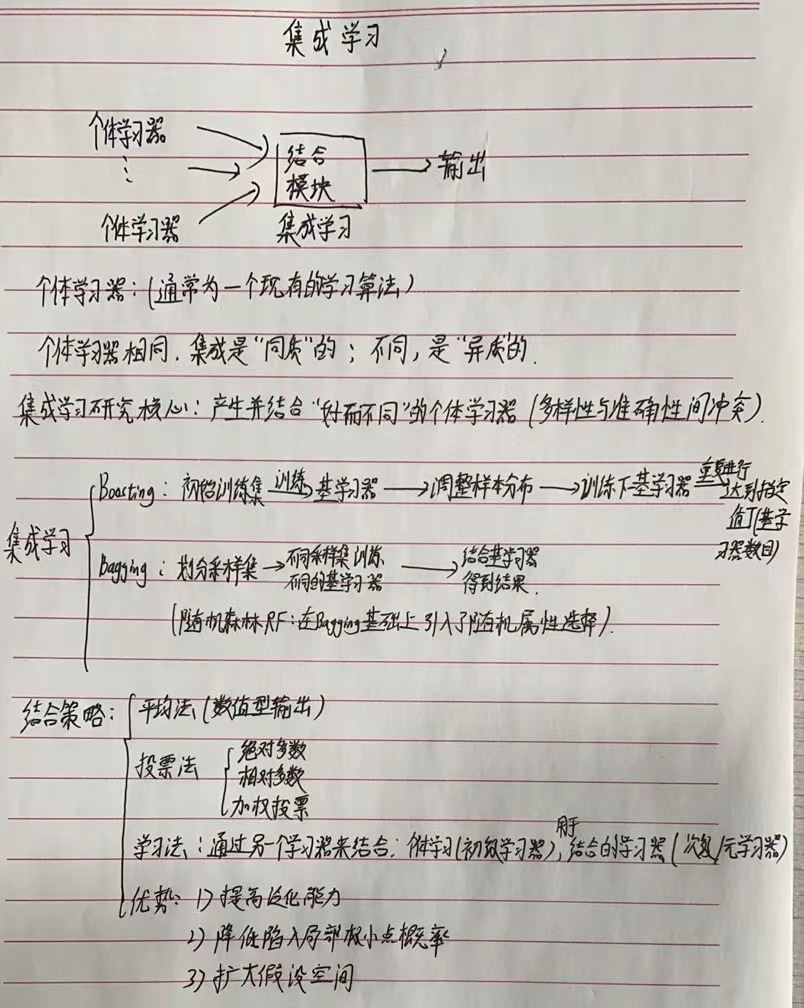 集成学习
个体学习器
⋮
个体学习器
结合
模块
集成学习
输出
个体学习器：(通常为一个现有的学习算法)
个体学习器相同，集成是“同质”的；不同，是“异质”的.
集成学习研究核心：产生并结合“好而不同”的个体学习器 (多样性与准确性间冲突).
集成学习
Boosting：初始训练集 训练→ 基学习器 → 调整样本分布 → 训练下基学习器 重复进行
达到指定
值T(基学
习器数目)
Bagging：划分采样集 → 不同采样集训练
不同的基学习器 → 结合基学习器
得到结果.
(随机森林RF：在Bagging基础上引入了随机属性选择).
结合策略：
平均法 (数值型输出)
投票法
绝对多数
相对多数
加权投票
学习法：通过另一个学习器来结合：个体学习(初级学习器)，用于结合的学习器 (次级/元学习器)
优势：1) 提高泛化能力
2) 降低陷入局部极小点概率
3) 扩大假设空间